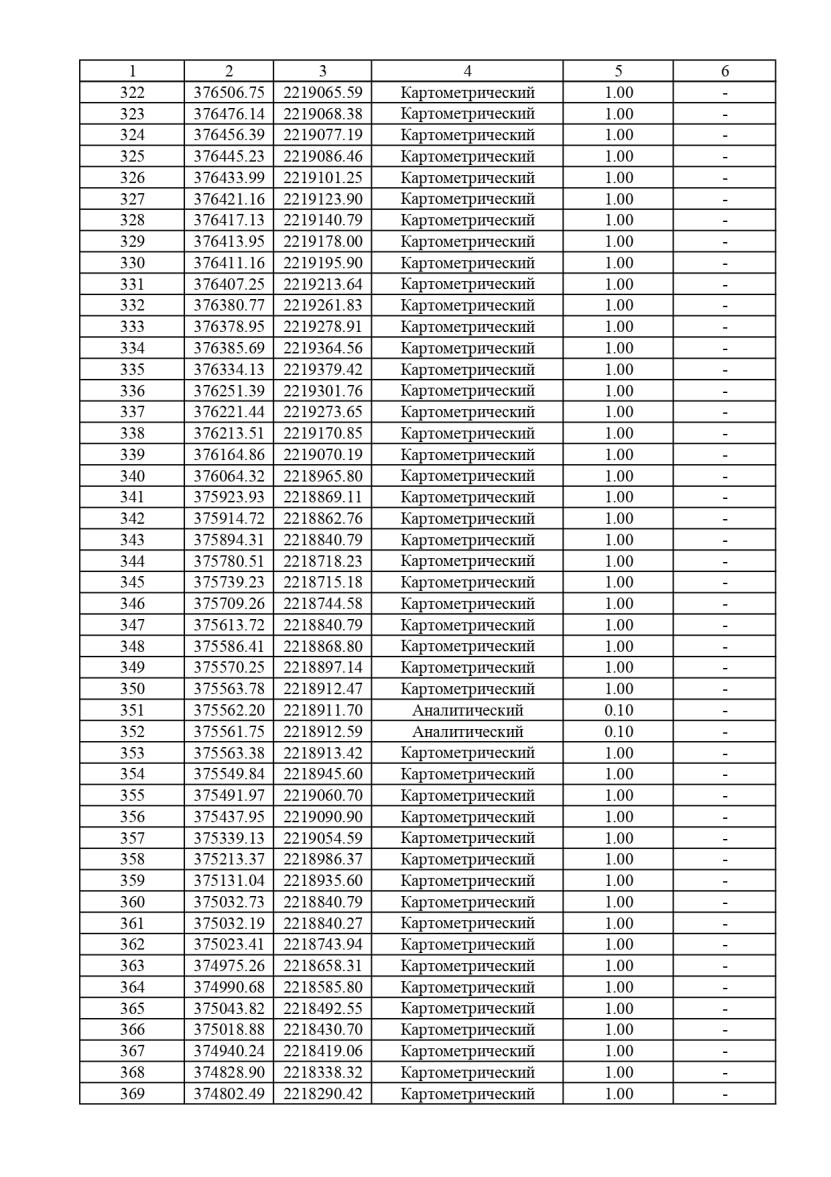 1 2 3 4 5 6
322 376506.75 2219065.59 Картометрический 1.00 -
323 376476.14 2219068.38 Картометрический 1.00 -
324 376456.39 2219077.19 Картометрический 1.00 -
325 376445.23 2219086.46 Картометрический 1.00 -
326 376433.99 2219101.25 Картометрический 1.00 -
327 376421.16 2219123.90 Картометрический 1.00 -
328 376417.13 2219140.79 Картометрический 1.00 -
329 376413.95 2219178.00 Картометрический 1.00 -
330 376411.16 2219195.90 Картометрический 1.00 -
331 376407.25 2219213.64 Картометрический 1.00 -
332 376380.77 2219261.83 Картометрический 1.00 -
333 376378.95 2219278.91 Картометрический 1.00 -
334 376385.69 2219364.56 Картометрический 1.00 -
335 376334.13 2219379.42 Картометрический 1.00 -
336 376251.39 2219301.76 Картометрический 1.00 -
337 376221.44 2219273.65 Картометрический 1.00 -
338 376213.51 2219170.85 Картометрический 1.00 -
339 376164.86 2219070.19 Картометрический 1.00 -
340 376064.32 2218965.80 Картометрический 1.00 -
341 375923.93 2218869.11 Картометрический 1.00 -
342 375914.72 2218862.76 Картометрический 1.00 -
343 375894.31 2218840.79 Картометрический 1.00 -
344 375780.51 2218718.23 Картометрический 1.00 -
345 375739.23 2218715.18 Картометрический 1.00 -
346 375709.26 2218744.58 Картометрический 1.00 -
347 375613.72 2218840.79 Картометрический 1.00 -
348 375586.41 2218868.80 Картометрический 1.00 -
349 375570.25 2218897.14 Картометрический 1.00 -
350 375563.78 2218912.47 Картометрический 1.00 -
351 375562.20 2218911.70 Аналитический 0.10 -
352 375561.75 2218912.59 Аналитический 0.10 -
353 375563.38 2218913.42 Картометрический 1.00 -
354 375549.84 2218945.60 Картометрический 1.00 -
355 375491.97 2219060.70 Картометрический 1.00 -
356 375437.95 2219090.90 Картометрический 1.00 -
357 375339.13 2219054.59 Картометрический 1.00 -
358 375213.37 2218986.37 Картометрический 1.00 -
359 375131.04 2218935.60 Картометрический 1.00 -
360 375032.73 2218840.79 Картометрический 1.00 -
361 375032.19 2218840.27 Картометрический 1.00 -
362 375023.41 2218743.94 Картометрический 1.00 -
363 374975.26 2218658.31 Картометрический 1.00 -
364 374990.68 2218585.80 Картометрический 1.00 -
365 375043.82 2218492.55 Картометрический 1.00 -
366 375018.88 2218430.70 Картометрический 1.00 -
367 374940.24 2218419.06 Картометрический 1.00 -
368 374828.90 2218338.32 Картометрический 1.00 -
369 374802.49 2218290.42 Картометрический 1.00 -